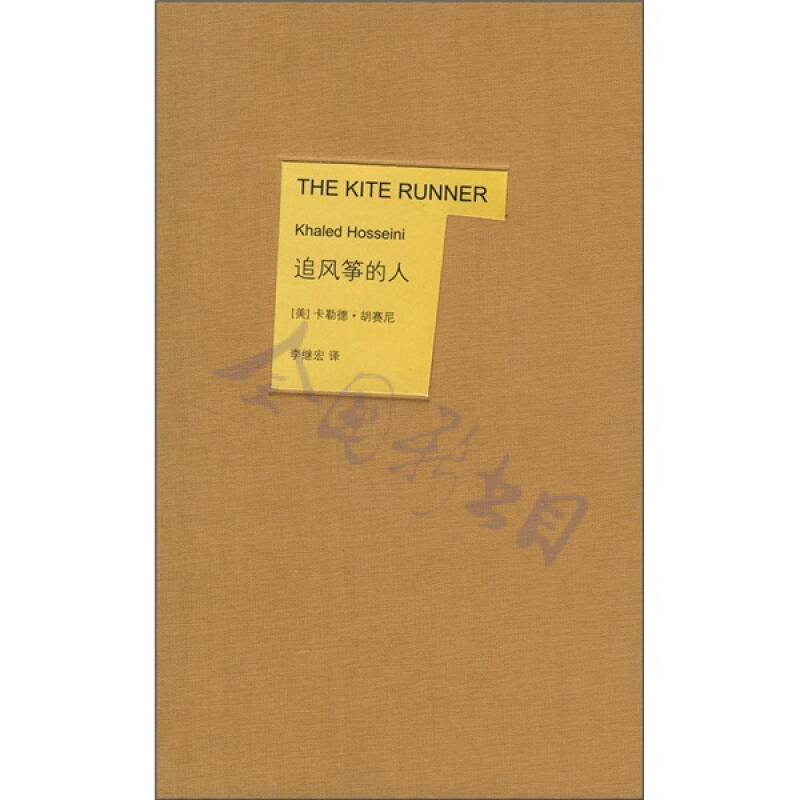 THE KITE RUNNER
Khaled Hosseini
追风筝的人
[美] 卡勒德·胡赛尼
李继宏 译
全国新书目